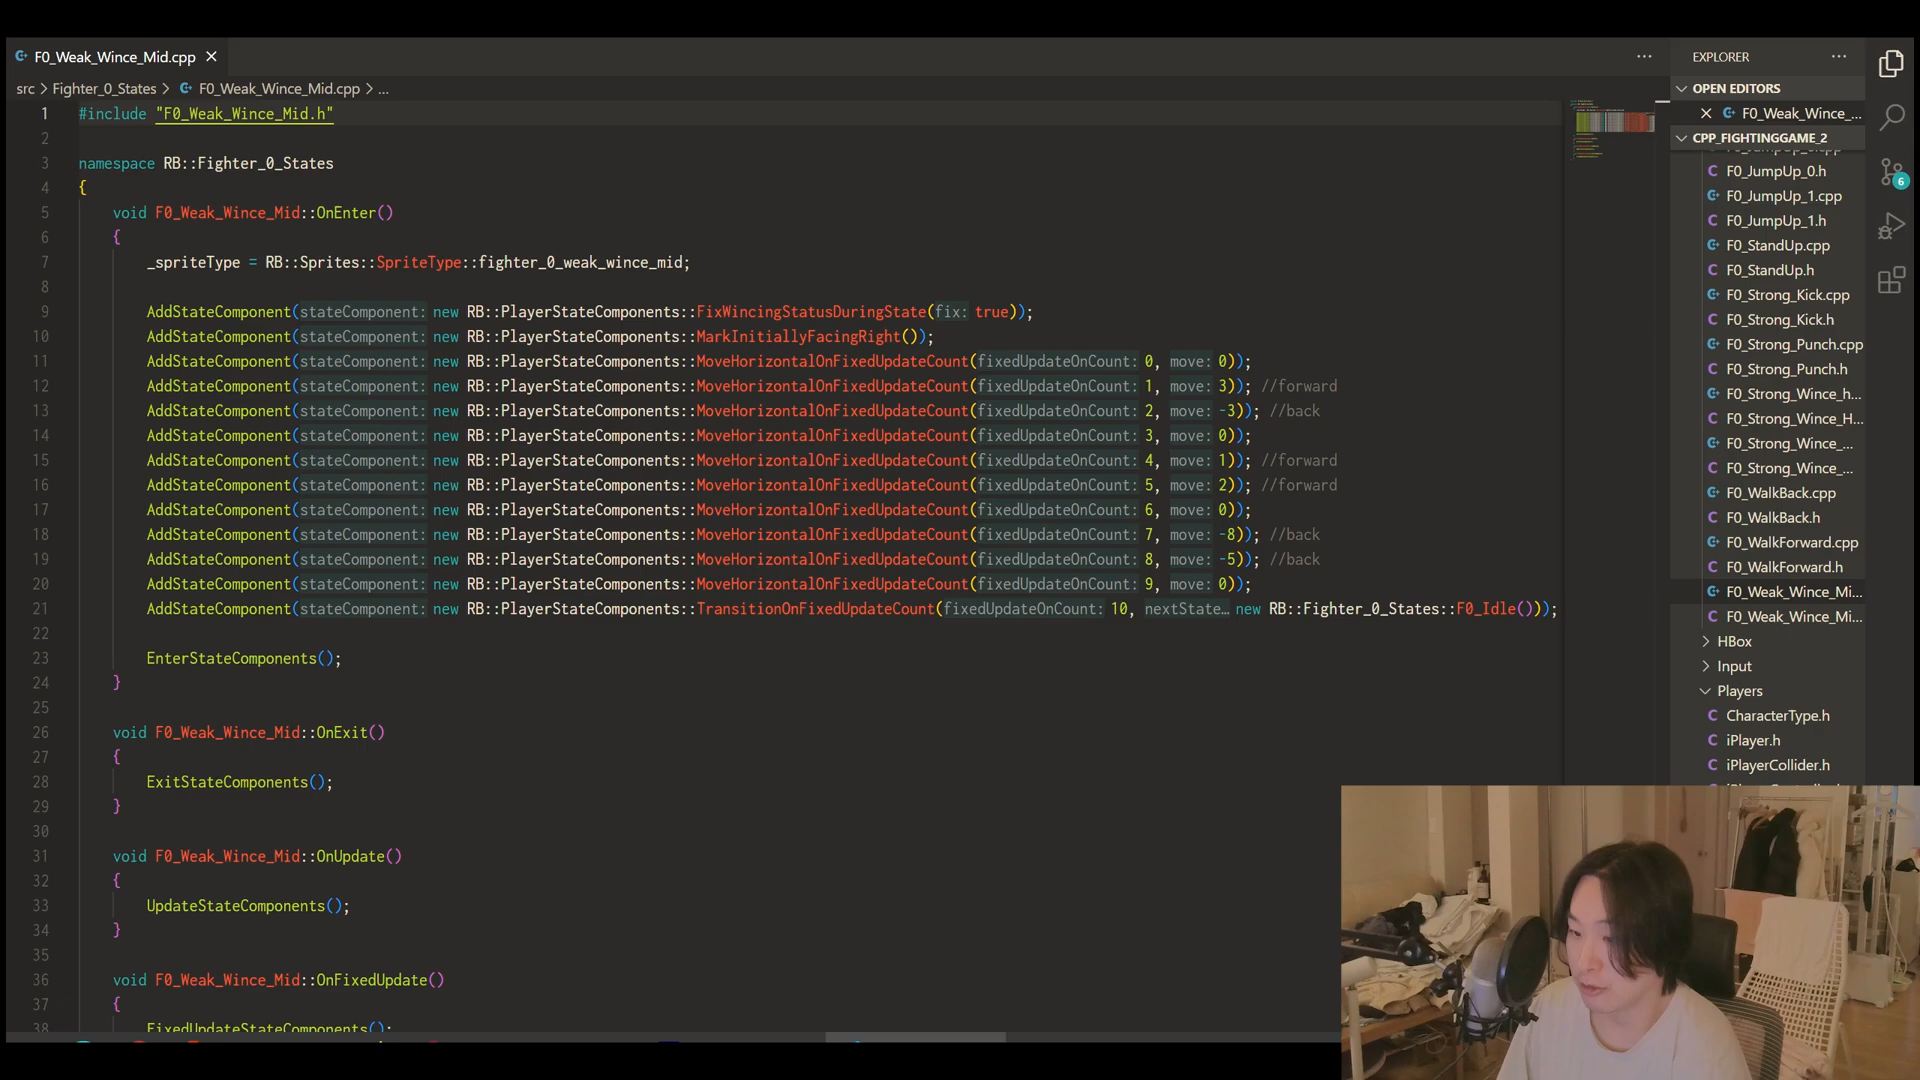 F0_Weak_Wince_Mid.cpp
src > Fighter_0_States > F0_Weak_Wince_Mid.cpp > ...
1 #include "F0_Weak_Wince_Mid.h"
2
3 namespace RB::Fighter_0_States
4 {
5 void F0_Weak_Wince_Mid::OnEnter()
6 {
7 _spriteType = RB::Sprites::SpriteType::fighter_0_weak_wince_mid;
8
9 AddStateComponent(stateComponent: new RB::PlayerStateComponents::FixWincingStatusDuringState(fix: true));
10 AddStateComponent(stateComponent: new RB::PlayerStateComponents::MarkInitiallyFacingRight());
11 AddStateComponent(stateComponent: new RB::PlayerStateComponents::MoveHorizontalOnFixedUpdateCount(fixedUpdateOnCount: 0, move: 0));
12 AddStateComponent(stateComponent: new RB::PlayerStateComponents::MoveHorizontalOnFixedUpdateCount(fixedUpdateOnCount: 1, move: 3)); //forward
13 AddStateComponent(stateComponent: new RB::PlayerStateComponents::MoveHorizontalOnFixedUpdateCount(fixedUpdateOnCount: 2, move: -3)); //back
14 AddStateComponent(stateComponent: new RB::PlayerStateComponents::MoveHorizontalOnFixedUpdateCount(fixedUpdateOnCount: 3, move: 0));
15 AddStateComponent(stateComponent: new RB::PlayerStateComponents::MoveHorizontalOnFixedUpdateCount(fixedUpdateOnCount: 4, move: 1)); //forward
16 AddStateComponent(stateComponent: new RB::PlayerStateComponents::MoveHorizontalOnFixedUpdateCount(fixedUpdateOnCount: 5, move: 2)); //forward
17 AddStateComponent(stateComponent: new RB::PlayerStateComponents::MoveHorizontalOnFixedUpdateCount(fixedUpdateOnCount: 6, move: 0));
18 AddStateComponent(stateComponent: new RB::PlayerStateComponents::MoveHorizontalOnFixedUpdateCount(fixedUpdateOnCount: 7, move: -8)); //back
19 AddStateComponent(stateComponent: new RB::PlayerStateComponents::MoveHorizontalOnFixedUpdateCount(fixedUpdateOnCount: 8, move: -5)); //back
20 AddStateComponent(stateComponent: new RB::PlayerStateComponents::MoveHorizontalOnFixedUpdateCount(fixedUpdateOnCount: 9, move: 0));
21 AddStateComponent(stateComponent: new RB::PlayerStateComponents::TransitionOnFixedUpdateCount(fixedUpdateOnCount: 10, nextState… new RB::Fighter_0_States::F0_Idle()));
22
23 EnterStateComponents();
24 }
25
26 void F0_Weak_Wince_Mid::OnExit()
27 {
28 ExitStateComponents();
29 }
30
31 void F0_Weak_Wince_Mid::OnUpdate()
32 {
33 UpdateStateComponents();
34 }
35
36 void F0_Weak_Wince_Mid::OnFixedUpdate()
37 {
38 FixedUpdateStateComponents();
EXPLORER
OPEN EDITORS
F0_Weak_Wince_...
CPP_FIGHTINGGAME_2
F0_JumpUp_0.cpp
F0_JumpUp_0.h
F0_JumpUp_1.cpp
F0_JumpUp_1.h
F0_StandUp.cpp
F0_StandUp.h
F0_Strong_Kick.cpp
F0_Strong_Kick.h
F0_Strong_Punch.cpp
F0_Strong_Punch.h
F0_Strong_Wince_h...
F0_Strong_Wince_H...
F0_Strong_Wince_...
F0_Strong_Wince_...
F0_WalkBack.cpp
F0_WalkBack.h
F0_WalkForward.cpp
F0_WalkForward.h
F0_Weak_Wince_Mi...
F0_Weak_Wince_Mi...
HBox
Input
Players
CharacterType.h
iPlayer.h
iPlayerCollider.h
6